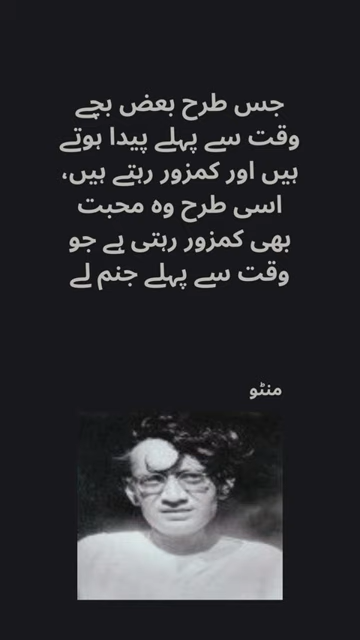 جس طرح بعض بچے
وقت سے پہلے پیدا ہوتے
ہیں اور کمزور رہتے ہیں،
اسی طرح وہ محبت
بھی کمزور رہتی ہے جو
وقت سے پہلے جنم لے
منٹو